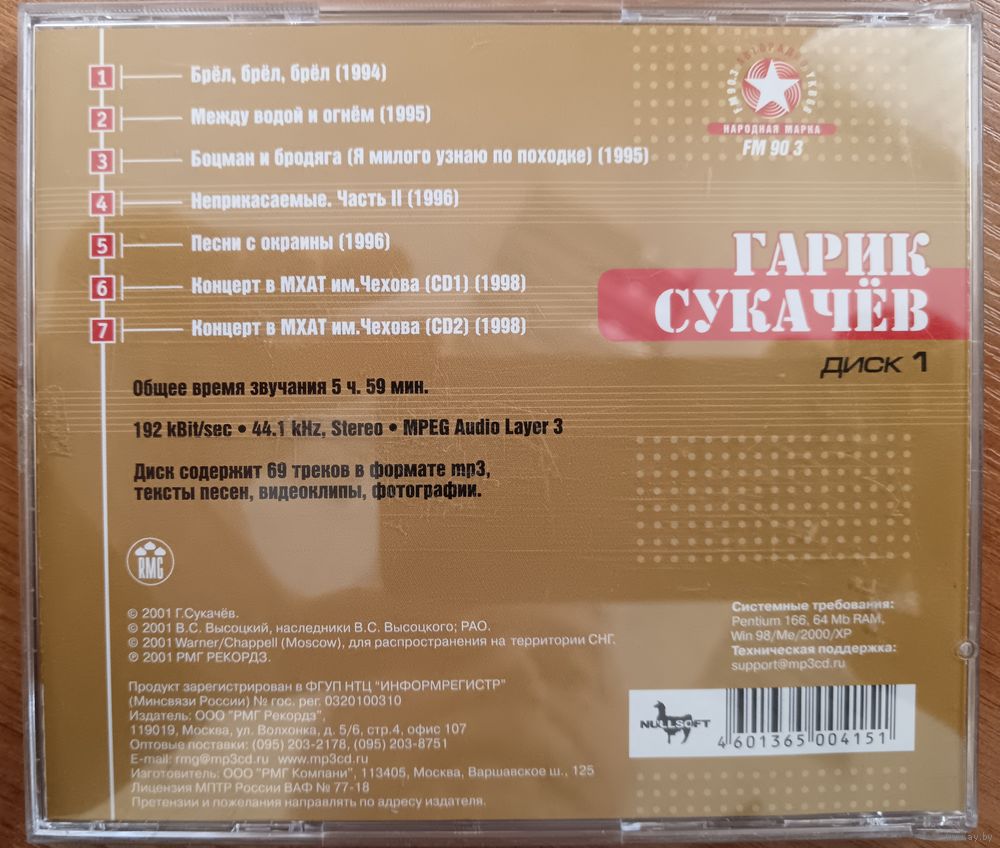 1 Брёл, брёл, брёл (1994)
2 Между водой и огнём (1995)
3 Боцман и бродяга (Я милого узнаю по походке) (1995)
4 Неприкасаемые. Часть II (1996)
5 Песни с окраины (1996)
6 Концерт в МХАТ им.Чехова (CD1) (1998)
7 Концерт в МХАТ им.Чехова (CD2) (1998)
НАРОДНАЯ МАРКА
FM 90 3
ГАРИК
СУКАЧЁВ
ДИСК 1
Общее время звучания 5 ч. 59 мин.
192 kBit/sec • 44.1 kHz, Stereo • MPEG Audio Layer 3
Диск содержит 69 треков в формате mp3,
тексты песен, видеоклипы, фотографии.
RMG
© 2001 Г.Сукачёв.
© 2001 В.С. Высоцкий, наследники В.С. Высоцкого; РАО.
© 2001 Warner/Chappell (Moscow), для распространения на территории СНГ.
℗ 2001 РМГ РЕКОРДЗ.
Продукт зарегистрирован в ФГУП НТЦ "ИНФОРМРЕГИСТР"
(Минсвязи России) № гос. рег. 0320100310
Издатель: ООО "РМГ Рекордз",
119019, Москва, ул. Волхонка, д. 5/6, стр.4, офис 107
Оптовые поставки: (095) 203-2178, (095) 203-8751
E-mail: rmg@mp3cd.ru www.mp3cd.ru
Изготовитель: ООО "РМГ Компани", 113405, Москва, Варшавское ш., 125
Лицензия МПТР России ВАФ № 77-18
Претензии и пожелания направлять по адресу издателя.
Системные требования:
Pentium 166, 64 Mb RAM,
Win 98/Me/2000/XP
Техническая поддержка:
support@mp3cd.ru
NULLSOFT
4 601365 004151